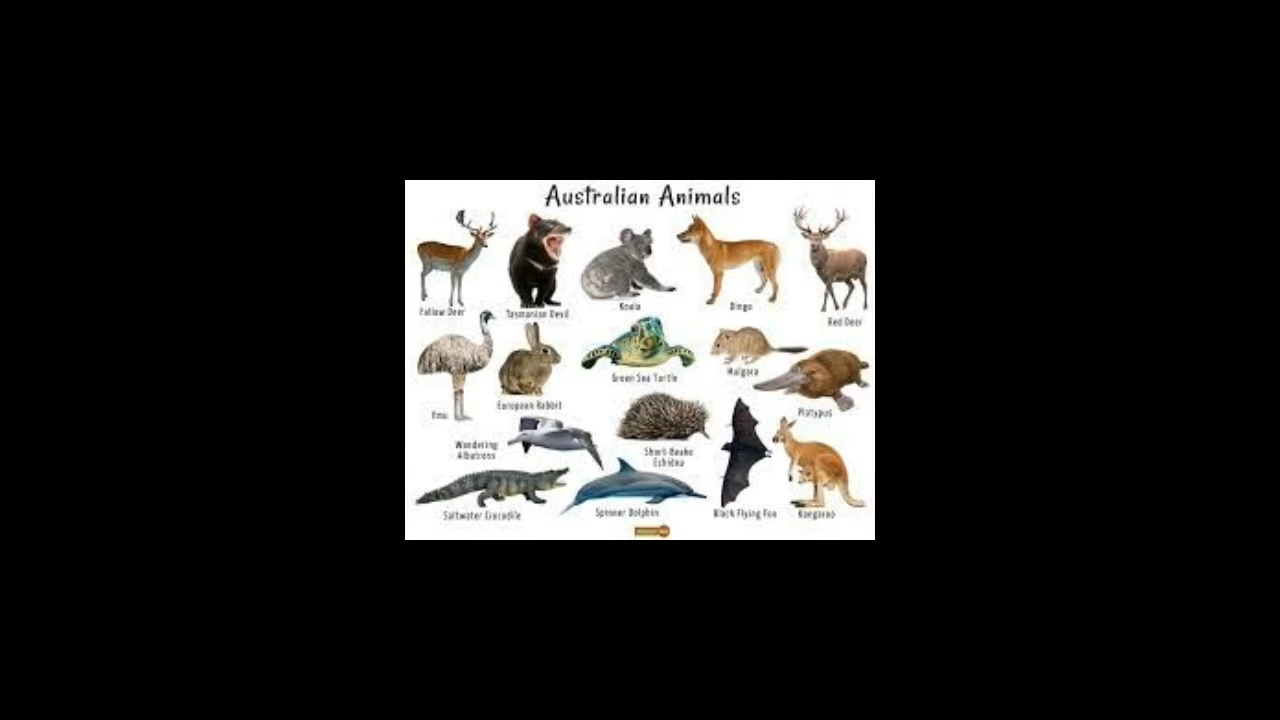 Australian Animals
Fallow Deer
Tasmanian Devil
Koala
Dingo
Red Deer
Emu
European Rabbit
Green Sea Turtle
Mulgara
Platypus
Wandering
Albatross
Short-Beake
Echidna
Saltwater Crocodile
Spinner Dolphin
Black Flying Fox
Kangaroo